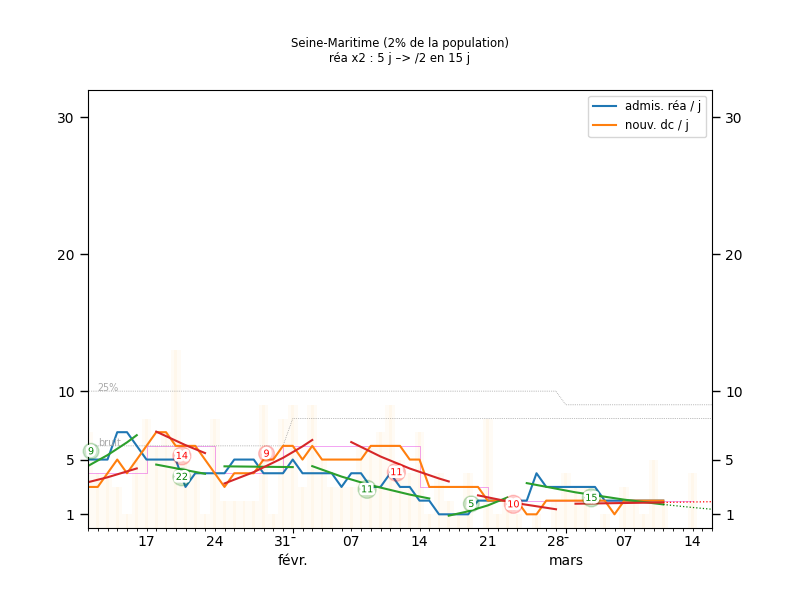 Seine-Maritime (2% de la population)
réa x2 : 5 j –> /2 en 15 j
admis. réa / j
nouv. dc / j
30 30
20 20
10 10
5 5
1 1
25%
bruit
9 14 22 9 11 11 5 10 15
17 24 31 07 14 21 28 07 14
févr. mars